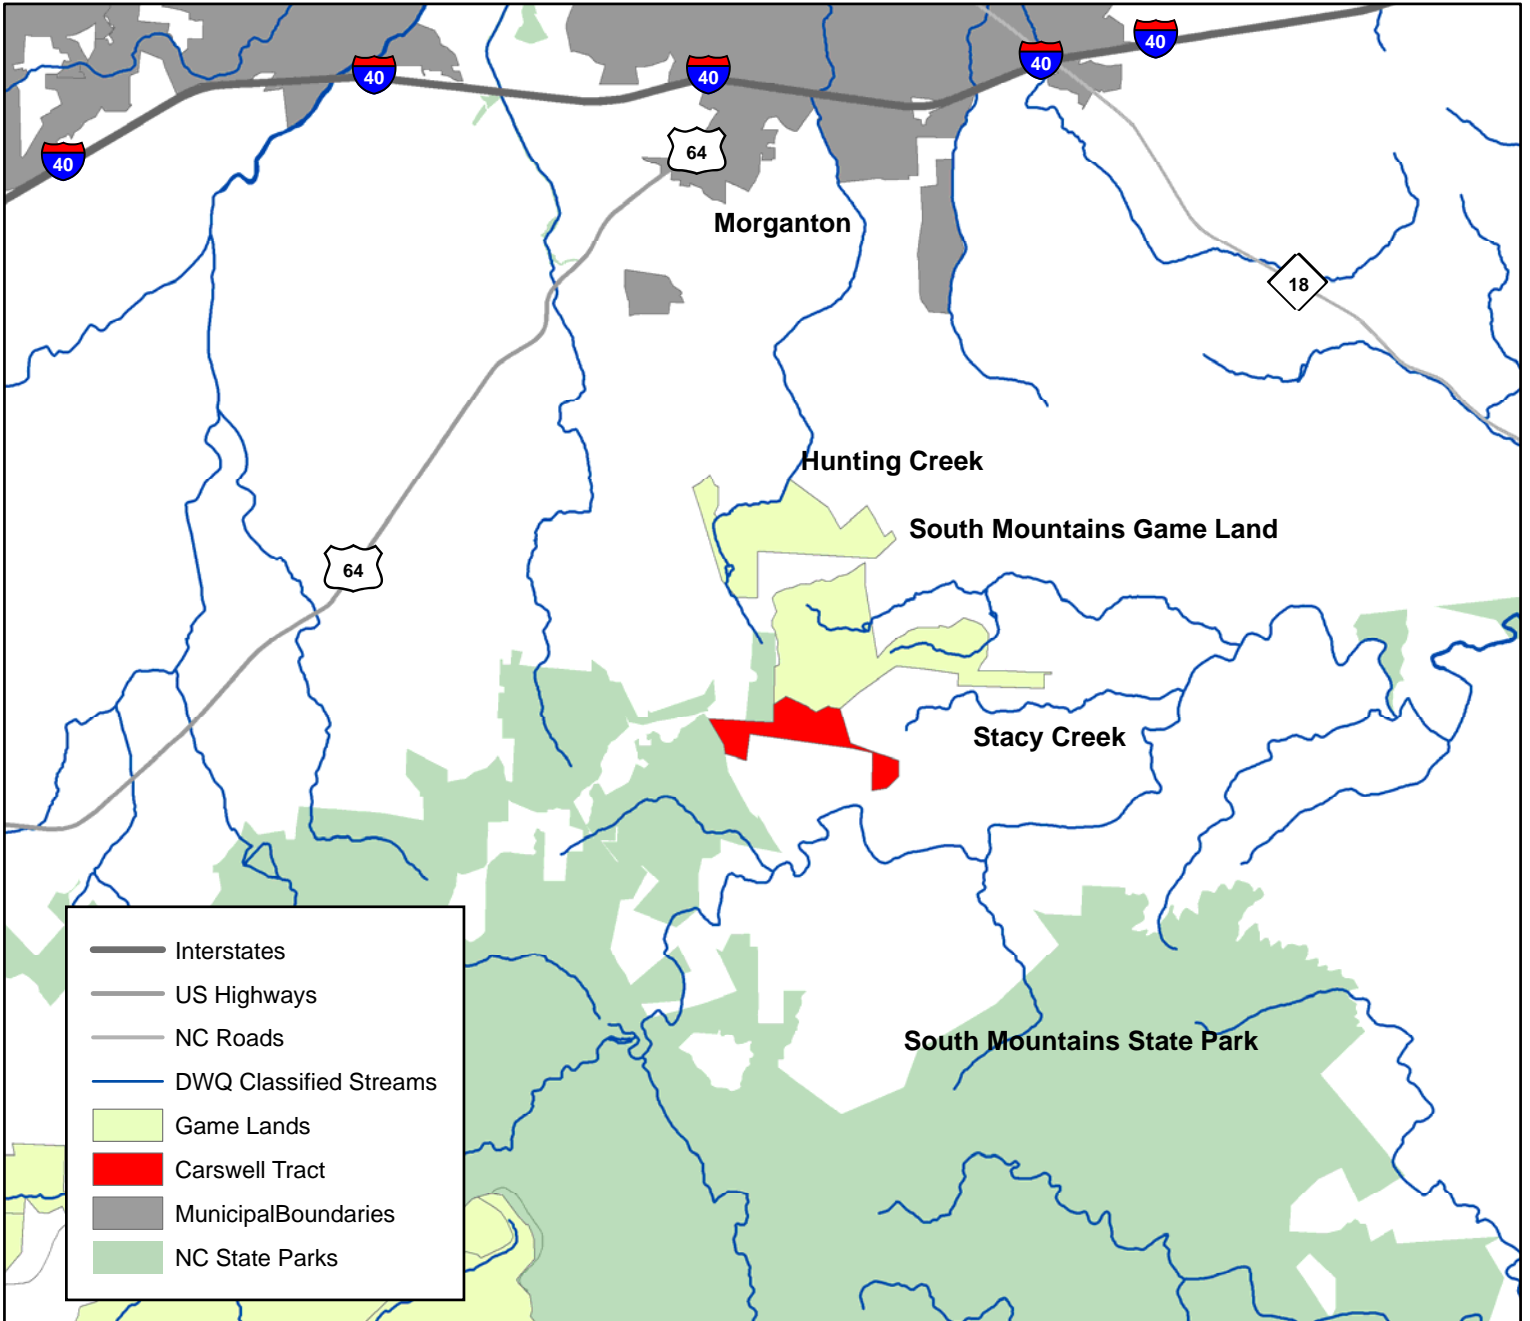 40
40
40
40
40
64
Morganton
18
Hunting Creek
South Mountains Game Land
64
Stacy Creek
South Mountains State Park
Interstates
US Highways
NC Roads
DWQ Classified Streams
Game Lands
Carswell Tract
MunicipalBoundaries
NC State Parks